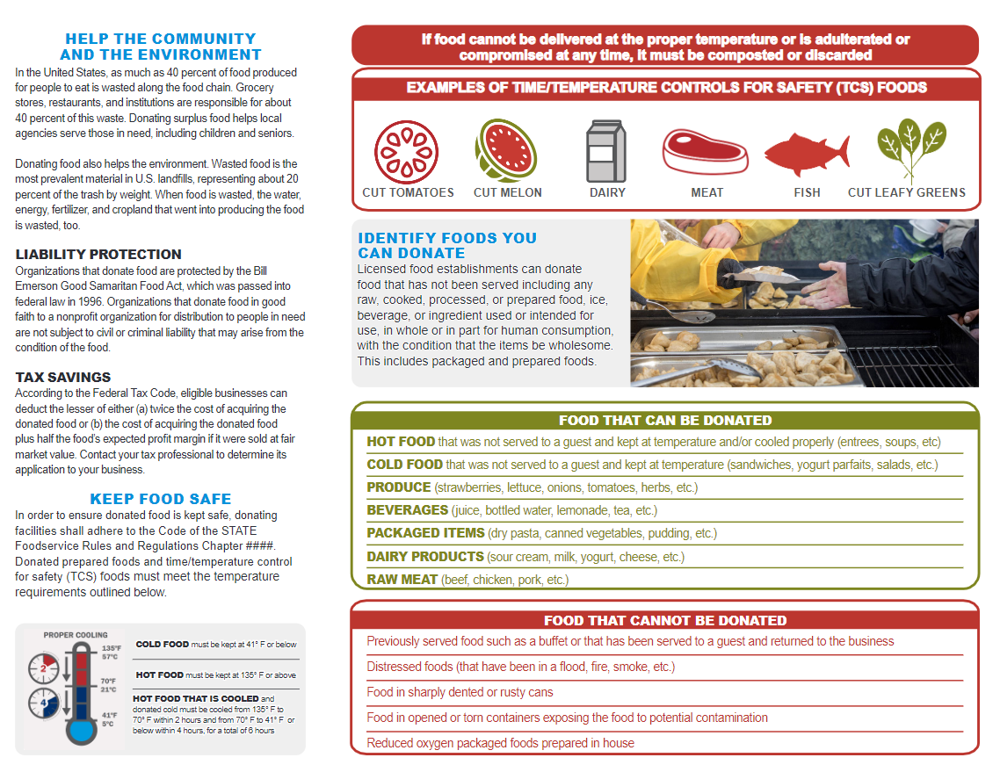 HELP THE COMMUNITY
AND THE ENVIRONMENT
In the United States, as much as 40 percent of food produced
for people to eat is wasted along the food chain. Grocery
stores, restaurants, and institutions are responsible for about
40 percent of this waste. Donating surplus food helps local
agencies serve those in need, including children and seniors.
Donating food also helps the environment. Wasted food is the
most prevalent material in U.S. landfills, representing about 20
percent of the trash by weight. When food is wasted, the water,
energy, fertilizer, and cropland that went into producing the food
is wasted, too.
LIABILITY PROTECTION
Organizations that donate food are protected by the Bill
Emerson Good Samaritan Food Act, which was passed into
federal law in 1996. Organizations that donate food in good
faith to a nonprofit organization for distribution to people in need
are not subject to civil or criminal liability that may arise from the
condition of the food.
TAX SAVINGS
According to the Federal Tax Code, eligible businesses can
deduct the lesser of either (a) twice the cost of acquiring the
donated food or (b) the cost of acquiring the donated food
plus half the food's expected profit margin if it were sold at fair
market value. Contact your tax professional to determine its
application to your business.
KEEP FOOD SAFE
In order to ensure donated food is kept safe, donating
facilities shall adhere to the Code of the STATE
Foodservice Rules and Regulations Chapter ####.
Donated prepared foods and time/temperature control
for safety (TCS) foods must meet the temperature
requirements outlined below.
PROPER COOLING
135°F
57°C
2
70°F
21°C
4
41°F
5°C
COLD FOOD must be kept at 41° F or below
HOT FOOD must be kept at 135° F or above
HOT FOOD THAT IS COOLED and
donated cold must be cooled from 135° F to
70° F within 2 hours and from 70° F to 41° F or
below within 4 hours, for a total of 6 hours
If food cannot be delivered at the proper temperature or is adulterated or
compromised at any time, it must be composted or discarded
EXAMPLES OF TIME/TEMPERATURE CONTROLS FOR SAFETY (TCS) FOODS
CUT TOMATOES CUT MELON DAIRY MEAT FISH CUT LEAFY GREENS
IDENTIFY FOODS YOU
CAN DONATE
Licensed food establishments can donate
food that has not been served including any
raw, cooked, processed, or prepared food, ice,
beverage, or ingredient used or intended for
use, in whole or in part for human consumption,
with the condition that the items be wholesome.
This includes packaged and prepared foods.
FOOD THAT CAN BE DONATED
HOT FOOD that was not served to a guest and kept at temperature and/or cooled properly (entrees, soups, etc)
COLD FOOD that was not served to a guest and kept at temperature (sandwiches, yogurt parfaits, salads, etc.)
PRODUCE (strawberries, lettuce, onions, tomatoes, herbs, etc.)
BEVERAGES (juice, bottled water, lemonade, tea, etc.)
PACKAGED ITEMS (dry pasta, canned vegetables, pudding, etc.)
DAIRY PRODUCTS (sour cream, milk, yogurt, cheese, etc.)
RAW MEAT (beef, chicken, pork, etc.)
FOOD THAT CANNOT BE DONATED
Previously served food such as a buffet or that has been served to a guest and returned to the business
Distressed foods (that have been in a flood, fire, smoke, etc.)
Food in sharply dented or rusty cans
Food in opened or torn containers exposing the food to potential contamination
Reduced oxygen packaged foods prepared in house